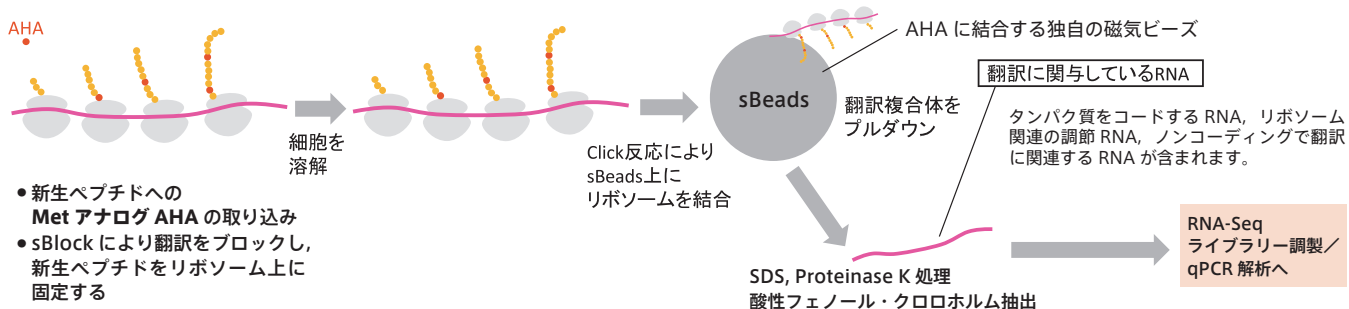 AHA
● 新生ペプチドへの
Met アナログ AHA の取り込み
● sBlock により翻訳をブロックし，
新生ペプチドをリボソーム上に
固定する
細胞を
溶解
Click反応により
sBeads上に
リボソームを結合
sBeads
AHA に結合する独自の磁気ビーズ
翻訳複合体を
プルダウン
翻訳に関与しているRNA
タンパク質をコードする RNA，リボソーム
関連の調節 RNA，ノンコーディングで翻訳
に関連する RNA が含まれます。
SDS, Proteinase K 処理
酸性フェノール・クロロホルム抽出
RNA-Seq
ライブラリー調製／
qPCR 解析へ